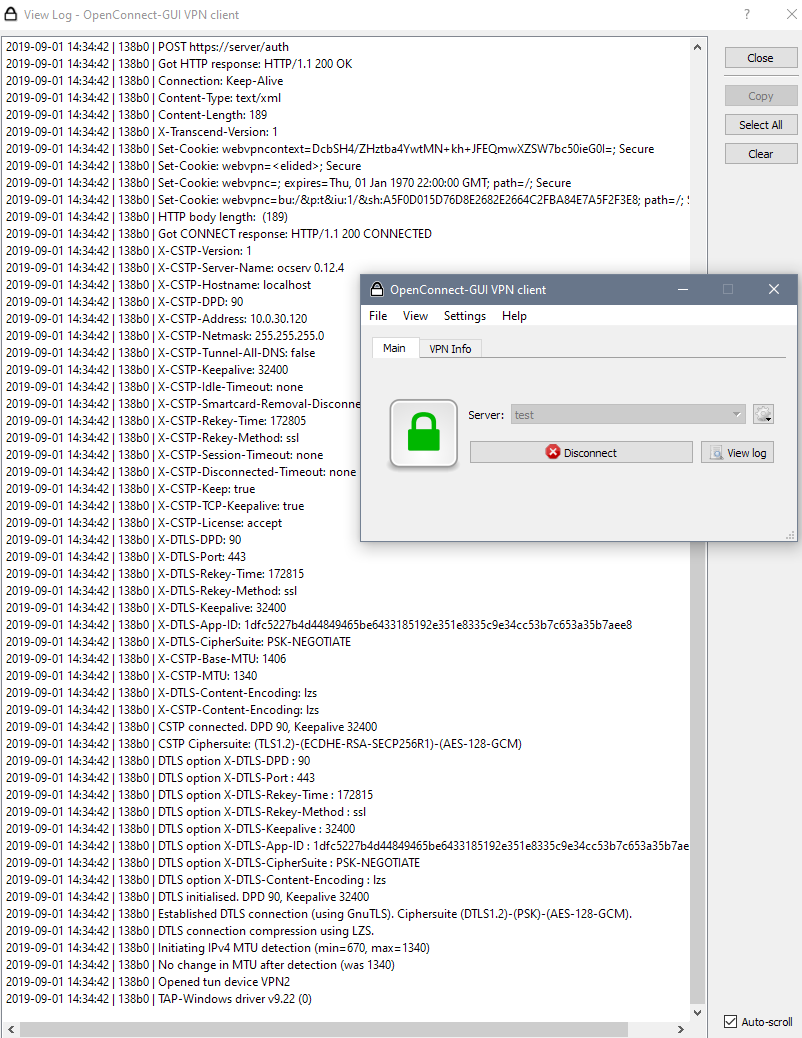 View Log - OpenConnect-GUI VPN client
2019-09-01 14:34:42 | 138b0 | POST https://server/auth
2019-09-01 14:34:42 | 138b0 | Got HTTP response: HTTP/1.1 200 OK
2019-09-01 14:34:42 | 138b0 | Connection: Keep-Alive
2019-09-01 14:34:42 | 138b0 | Content-Type: text/xml
2019-09-01 14:34:42 | 138b0 | Content-Length: 189
2019-09-01 14:34:42 | 138b0 | X-Transcend-Version: 1
2019-09-01 14:34:42 | 138b0 | Set-Cookie: webvpncontext=DcbSH4/ZHztba4YwtMN+kh+JFEQmwXZSW7bc50ieG0I=; Secure
2019-09-01 14:34:42 | 138b0 | Set-Cookie: webvpn=<elided>; Secure
2019-09-01 14:34:42 | 138b0 | Set-Cookie: webvpnc=; expires=Thu, 01 Jan 1970 22:00:00 GMT; path=/; Secure
2019-09-01 14:34:42 | 138b0 | Set-Cookie: webvpnc=bu:/&p:t&iu:1/&sh:A5F0D015D76D8E2682E2664C2FBA84E7A5F2F3E8; path=/;
2019-09-01 14:34:42 | 138b0 | HTTP body length:  (189)
2019-09-01 14:34:42 | 138b0 | Got CONNECT response: HTTP/1.1 200 CONNECTED
2019-09-01 14:34:42 | 138b0 | X-CSTP-Version: 1
2019-09-01 14:34:42 | 138b0 | X-CSTP-Server-Name: ocserv 0.12.4
2019-09-01 14:34:42 | 138b0 | X-CSTP-Hostname: localhost
2019-09-01 14:34:42 | 138b0 | X-CSTP-DPD: 90
2019-09-01 14:34:42 | 138b0 | X-CSTP-Address: 10.0.30.120
2019-09-01 14:34:42 | 138b0 | X-CSTP-Netmask: 255.255.255.0
2019-09-01 14:34:42 | 138b0 | X-CSTP-Tunnel-All-DNS: false
2019-09-01 14:34:42 | 138b0 | X-CSTP-Keepalive: 32400
2019-09-01 14:34:42 | 138b0 | X-CSTP-Idle-Timeout: none
2019-09-01 14:34:42 | 138b0 | X-CSTP-Smartcard-Removal-Disconne
2019-09-01 14:34:42 | 138b0 | X-CSTP-Rekey-Time: 172805
2019-09-01 14:34:42 | 138b0 | X-CSTP-Rekey-Method: ssl
2019-09-01 14:34:42 | 138b0 | X-CSTP-Session-Timeout: none
2019-09-01 14:34:42 | 138b0 | X-CSTP-Disconnected-Timeout: none
2019-09-01 14:34:42 | 138b0 | X-CSTP-Keep: true
2019-09-01 14:34:42 | 138b0 | X-CSTP-TCP-Keepalive: true
2019-09-01 14:34:42 | 138b0 | X-CSTP-License: accept
2019-09-01 14:34:42 | 138b0 | X-DTLS-DPD: 90
2019-09-01 14:34:42 | 138b0 | X-DTLS-Port: 443
2019-09-01 14:34:42 | 138b0 | X-DTLS-Rekey-Time: 172815
2019-09-01 14:34:42 | 138b0 | X-DTLS-Rekey-Method: ssl
2019-09-01 14:34:42 | 138b0 | X-DTLS-Keepalive: 32400
2019-09-01 14:34:42 | 138b0 | X-DTLS-App-ID: 1dfc5227b4d44849465be6433185192e351e8335c9e34cc53b7c653a35b7aee8
2019-09-01 14:34:42 | 138b0 | X-DTLS-CipherSuite: PSK-NEGOTIATE
2019-09-01 14:34:42 | 138b0 | X-CSTP-Base-MTU: 1406
2019-09-01 14:34:42 | 138b0 | X-CSTP-MTU: 1340
2019-09-01 14:34:42 | 138b0 | X-DTLS-Content-Encoding: lzs
2019-09-01 14:34:42 | 138b0 | X-CSTP-Content-Encoding: lzs
2019-09-01 14:34:42 | 138b0 | CSTP connected. DPD 90, Keepalive 32400
2019-09-01 14:34:42 | 138b0 | CSTP Ciphersuite: (TLS1.2)-(ECDHE-RSA-SECP256R1)-(AES-128-GCM)
2019-09-01 14:34:42 | 138b0 | DTLS option X-DTLS-DPD : 90
2019-09-01 14:34:42 | 138b0 | DTLS option X-DTLS-Port : 443
2019-09-01 14:34:42 | 138b0 | DTLS option X-DTLS-Rekey-Time : 172815
2019-09-01 14:34:42 | 138b0 | DTLS option X-DTLS-Rekey-Method : ssl
2019-09-01 14:34:42 | 138b0 | DTLS option X-DTLS-Keepalive : 32400
2019-09-01 14:34:42 | 138b0 | DTLS option X-DTLS-App-ID : 1dfc5227b4d44849465be6433185192e351e8335c9e34cc53b7c653a35b7ae
2019-09-01 14:34:42 | 138b0 | DTLS option X-DTLS-CipherSuite : PSK-NEGOTIATE
2019-09-01 14:34:42 | 138b0 | DTLS option X-DTLS-Content-Encoding : lzs
2019-09-01 14:34:42 | 138b0 | DTLS initialised. DPD 90, Keepalive 32400
2019-09-01 14:34:42 | 138b0 | Established DTLS connection (using GnuTLS). Ciphersuite (DTLS1.2)-(PSK)-(AES-128-GCM).
2019-09-01 14:34:42 | 138b0 | DTLS connection compression using LZS.
2019-09-01 14:34:42 | 138b0 | Initiating IPv4 MTU detection (min=670, max=1340)
2019-09-01 14:34:42 | 138b0 | No change in MTU after detection (was 1340)
2019-09-01 14:34:42 | 138b0 | Opened tun device VPN2
2019-09-01 14:34:42 | 138b0 | TAP-Windows driver v9.22 (0)
Close
Copy
Select All
Clear
Auto-scroll
OpenConnect-GUI VPN client
File View Settings Help
Main VPN Info
Server: test
Disconnect View log